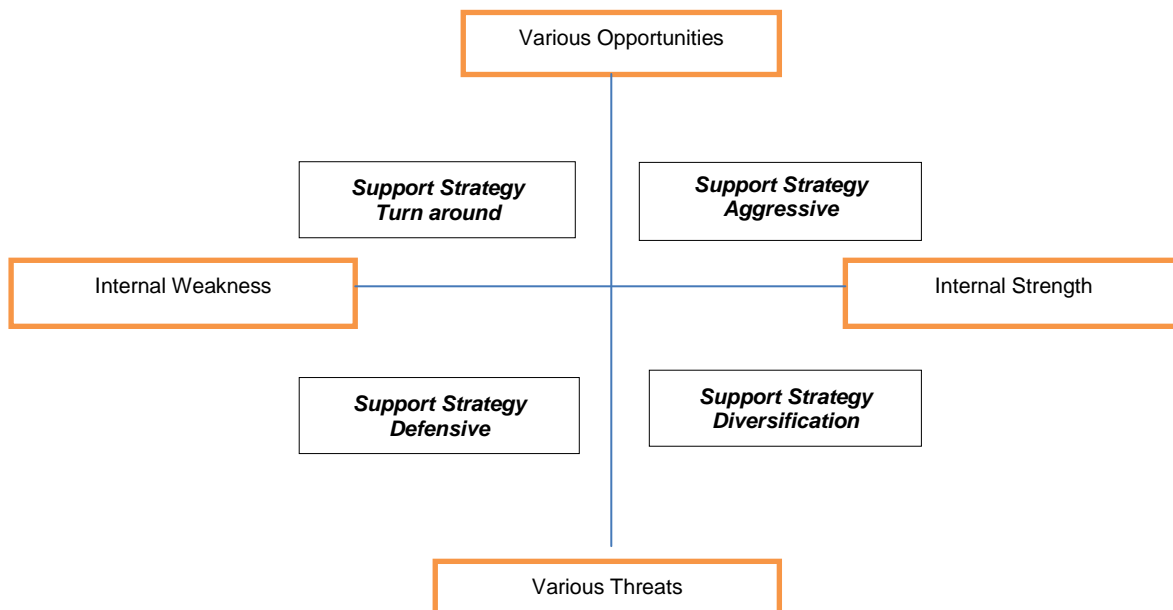 Various Opportunities
Support Strategy
Turn around
Support Strategy
Aggressive
Internal Weakness
Internal Strength
Support Strategy
Defensive
Support Strategy
Diversification
Various Threats